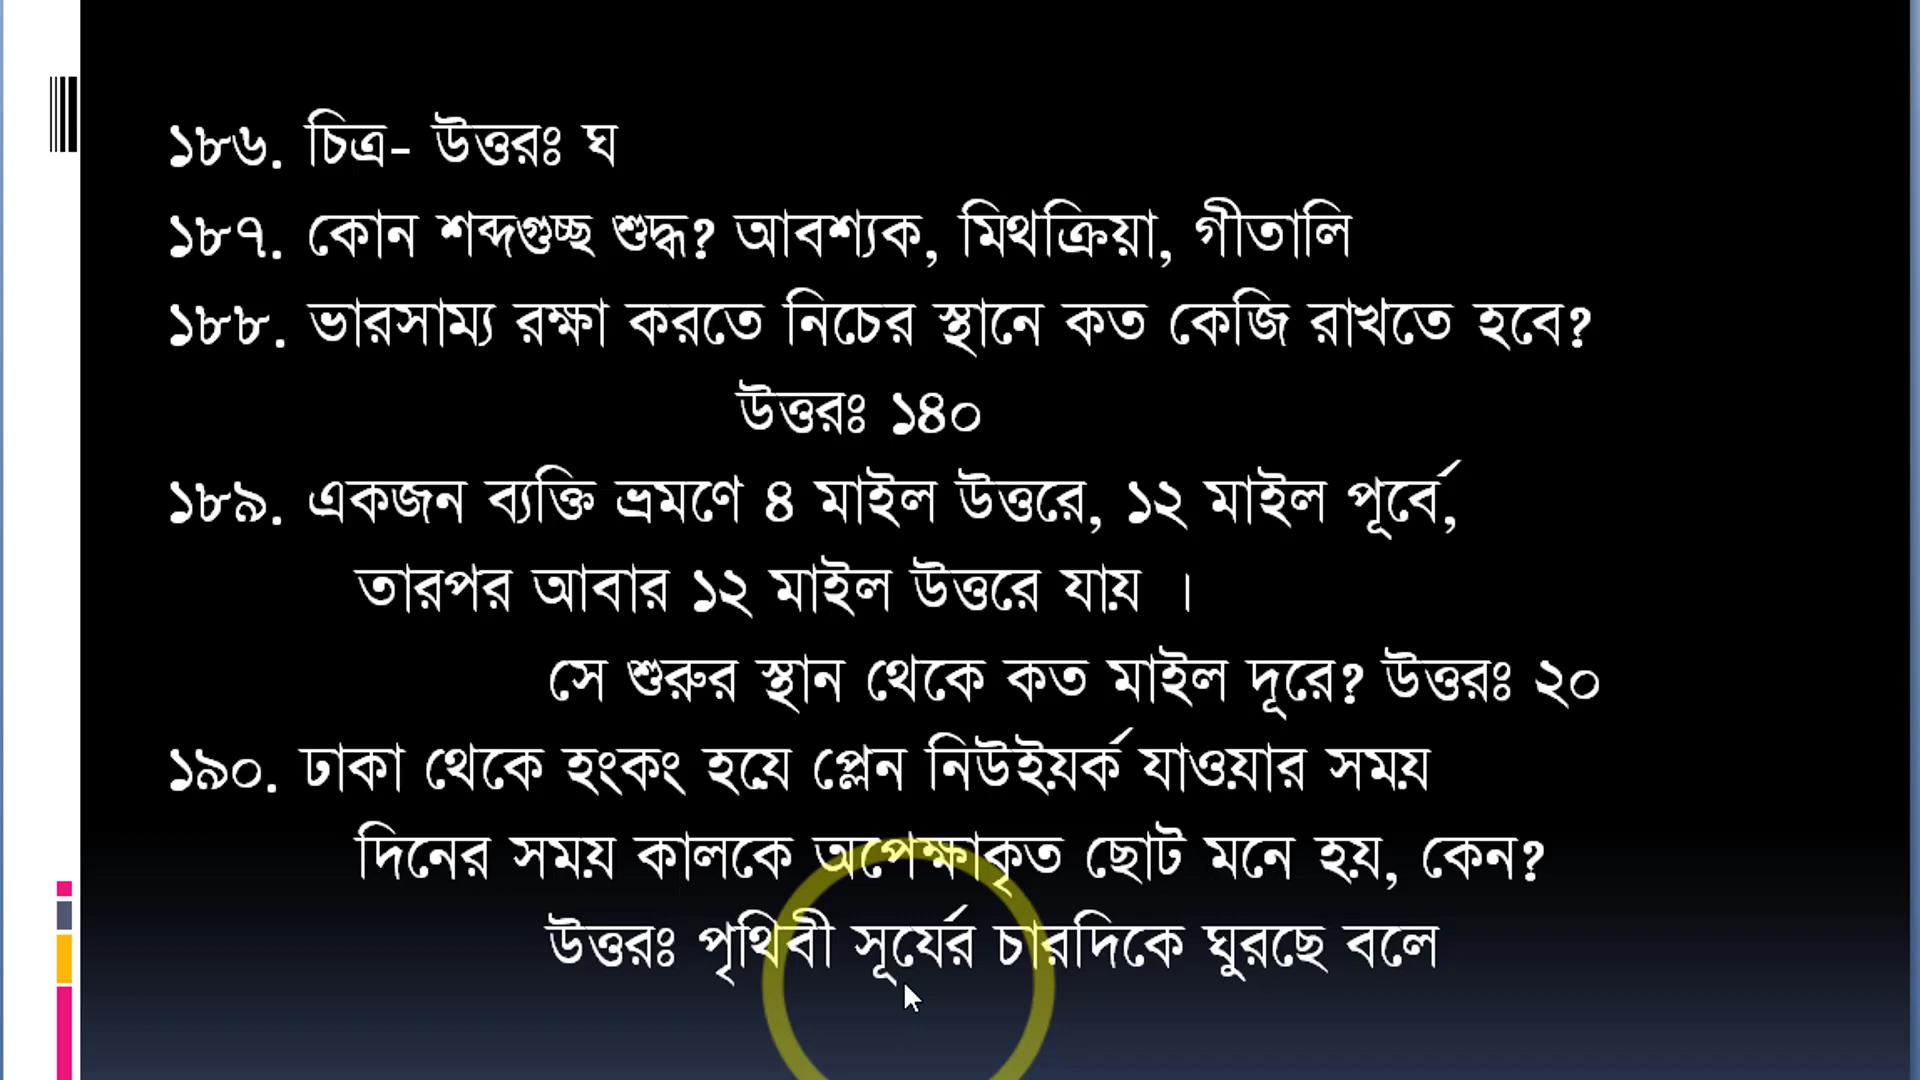 ১৮৬. চিত্র- উত্তরঃ ঘ
১৮৭. কোন শব্দগুচ্ছ শুদ্ধ? আবশ্যক, মিথক্রিয়া, গীতালি
১৮৮. ভারসাম্য রক্ষা করতে নিচের স্থানে কত কেজি রাখতে হবে?
উত্তরঃ ১৪০
১৮৯. একজন ব্যক্তি ভ্রমণে ৪ মাইল উত্তরে, ১২ মাইল পূর্বে,
তারপর আবার ১২ মাইল উত্তরে যায় ।
সে শুরুর স্থান থেকে কত মাইল দূরে? উত্তরঃ ২০
১৯০. ঢাকা থেকে হংকং হয়ে প্লেন নিউইয়র্ক যাওয়ার সময়
দিনের সময় কালকে অপেক্ষাকৃত ছোট মনে হয়, কেন?
উত্তরঃ পৃথিবী সূর্যের চারদিকে ঘুরছে বলে